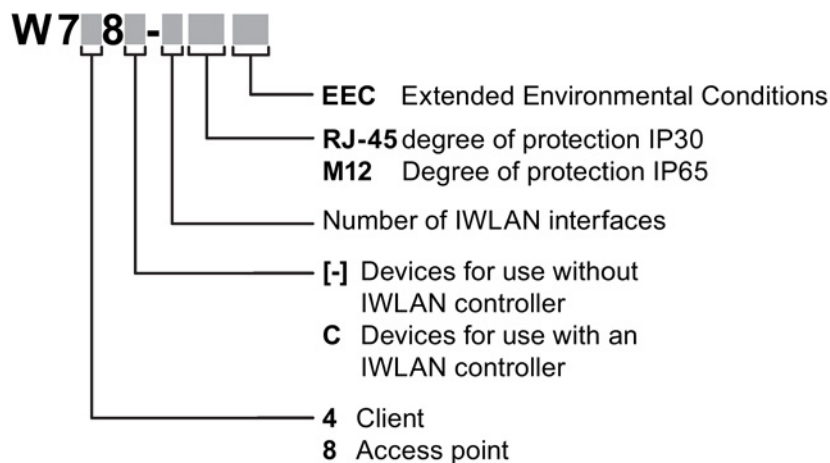 W7 8 -
EEC Extended Environmental Conditions
RJ-45 degree of protection IP30
M12 Degree of protection IP65
Number of IWLAN interfaces
[-] Devices for use without
IWLAN controller
C Devices for use with an
IWLAN controller
4 Client
8 Access point